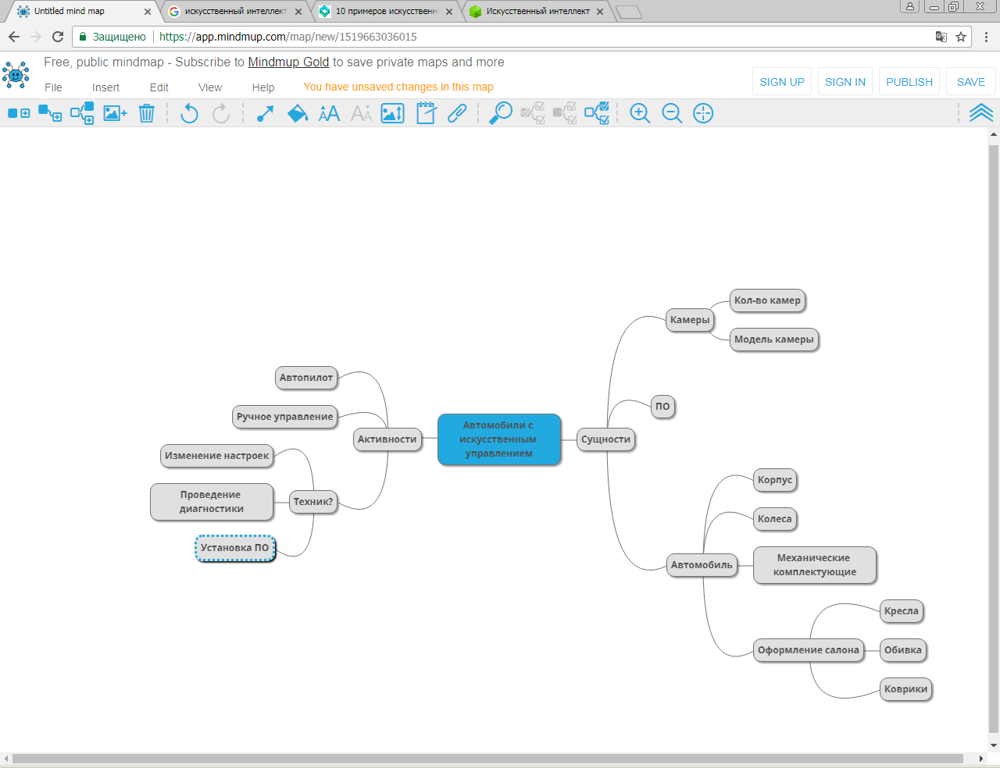 Untitled mind map
искусственный интеллект
10 примеров искусственн
Искусственный интеллект
Защищено
https://app.mindmup.com/map/new/1519663036015
Free, public mindmap - Subscribe to Mindmup Gold to save private maps and more
File Insert Edit View Help
You have unsaved changes in this map
SIGN UP SIGN IN PUBLISH SAVE
Автопилот
Ручное управление
Изменение настроек
Проведение
диагностики
Установка ПО
Техник?
Активности
Автомобили с
искусственным
управлением
Сущности
Камеры
Кол-во камер
Модель камеры
ПО
Автомобиль
Корпус
Колеса
Механические
комплектующие
Оформление салона
Кресла
Обивка
Коврики